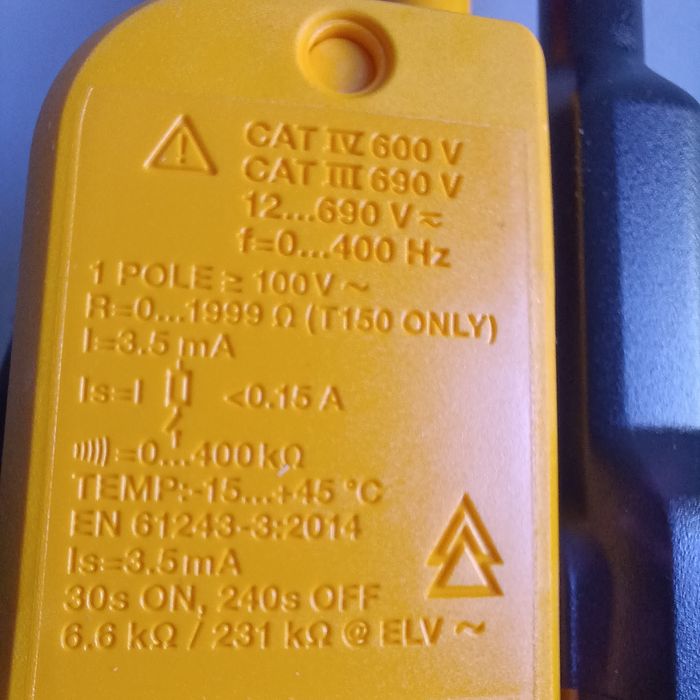 CAT IV 600 V
CAT III 690 V
12...690 V ⎓
f=0...400 Hz
1 POLE ≥ 100V ~
R=0...1999 Ω (T150 ONLY)
I=3.5 mA
Is=I <0.15 A
=0...400kΩ
TEMP:-15...+45 °C
EN 61243-3:2014
Is=3.5mA
30s ON, 240s OFF
6.6 kΩ / 231 kΩ @ ELV ~